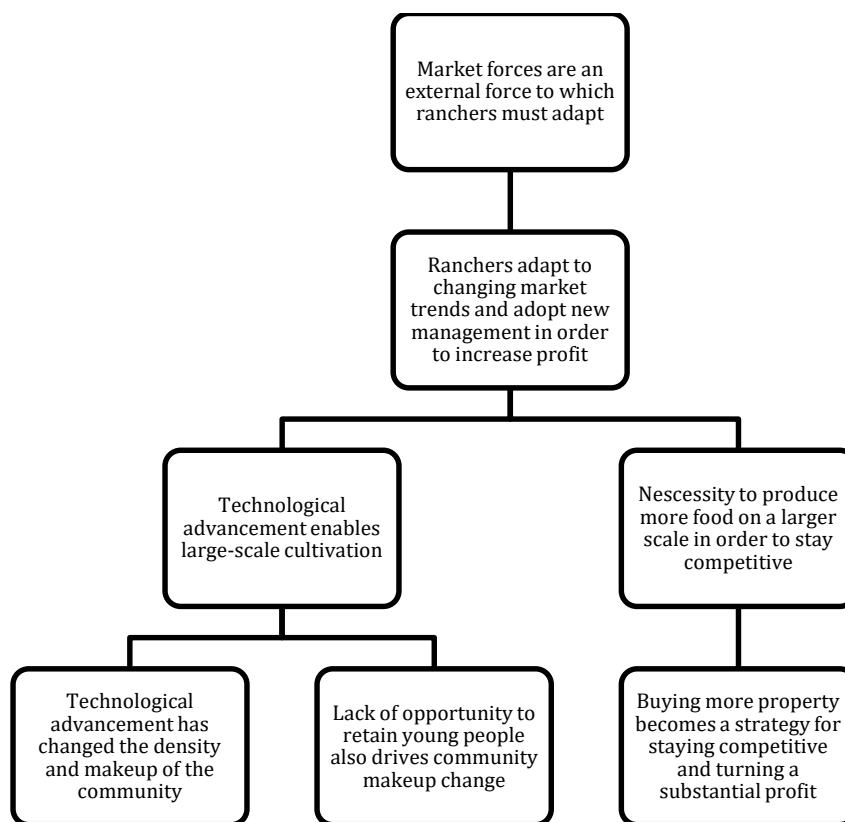 Market forces are an
external force to which
ranchers must adapt
Ranchers adapt to
changing market
trends and adopt new
management in order
to increase profit
Technological
advancement enables
large-scale cultivation
Nescessity to produce
more food on a larger
scale in order to stay
competitive
Technological
advancement has
changed the density
and makeup of the
community
Lack of opportunity to
retain young people
also drives community
makeup change
Buying more property
becomes a strategy for
staying competitive
and turning a
substantial profit